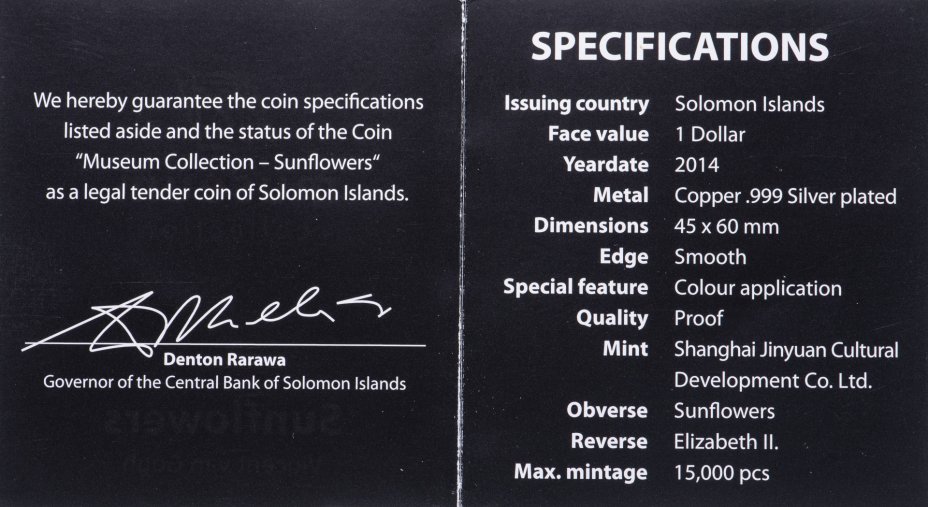 We hereby guarantee the coin specifications
listed aside and the status of the Coin
"Museum Collection – Sunflowers"
as a legal tender coin of Solomon Islands.
Denton Rarawa
Governor of the Central Bank of Solomon Islands
SPECIFICATIONS
Issuing country Solomon Islands
Face value 1 Dollar
Yeardate 2014
Metal Copper .999 Silver plated
Dimensions 45 x 60 mm
Edge Smooth
Special feature Colour application
Quality Proof
Mint Shanghai Jinyuan Cultural
Development Co. Ltd.
Obverse Sunflowers
Reverse Elizabeth II.
Max. mintage 15,000 pcs